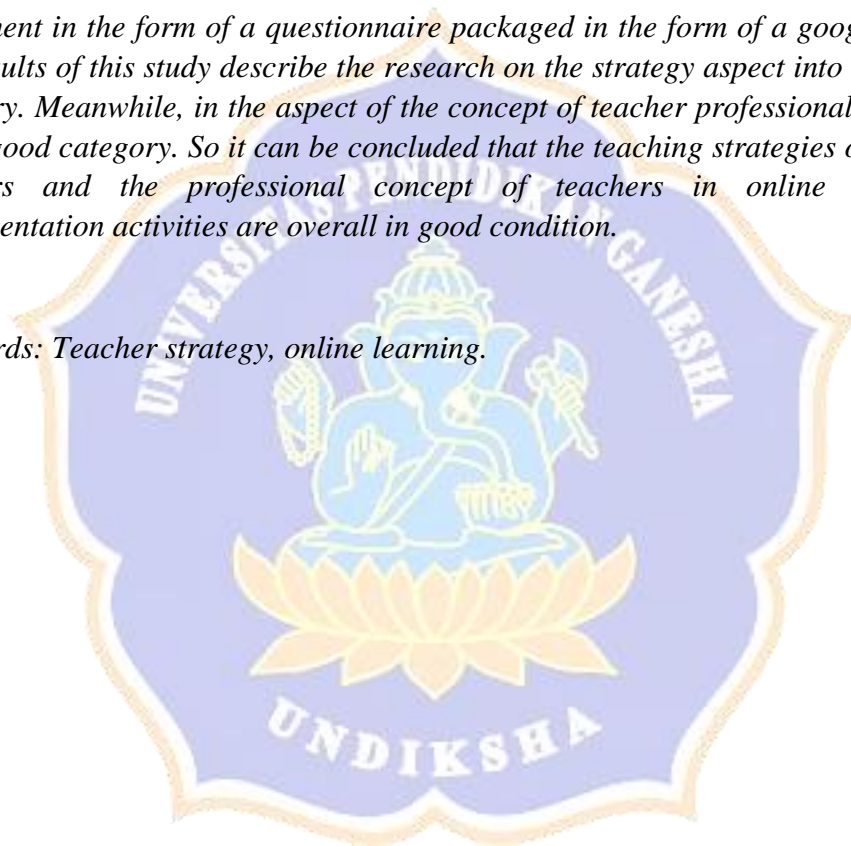 ment in the form of a questionnaire packaged in the form of a goog
ults of this study describe the research on the strategy aspect into
ry. Meanwhile, in the aspect of the concept of teacher professional
good category. So it can be concluded that the teaching strategies o
rs and the professional concept of teachers in online
entation activities are overall in good condition.
rds: Teacher strategy, online learning.
UNIVERSITAS PENDIDIKAN GANESHA
UNDIKSHA